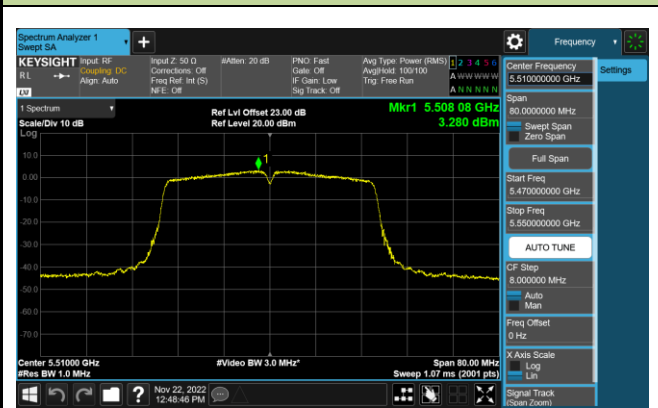 Spectrum Analyzer 1
Swept SA
Frequency
KEYSIGHT
RL
LXI
Input: RF
Coupling: DC
Align: Auto
Input Z: 50 Ω
Corrections: Off
Freq Ref: Int (S)
NFE: Off
#Atten: 20 dB
PNO: Fast
Gate: Off
IF Gain: Low
Sig Track: Off
Avg Type: Power (RMS)
Avg|Hold: 100/100
Trig: Free Run
1 2 3 4 5 6
A W W W W W
A N N N N N
1 Spectrum
Scale/Div 10 dB
Log
Ref Lvl Offset 23.00 dB
Ref Level 20.00 dBm
Mkr1 5.508 08 GHz
3.280 dBm
1
10.0
0.00
-10.0
-20.0
-30.0
-40.0
-50.0
-60.0
-70.0
Center 5.51000 GHz
#Res BW 1.0 MHz
#Video BW 3.0 MHz*
Span 80.00 MHz
Sweep 1.07 ms (2001 pts)
Nov 22, 2022
12:48:46 PM
?
Center Frequency
5.510000000 GHz
Span
80.0000000 MHz
Swept Span
Zero Span
Full Span
Start Freq
5.470000000 GHz
Stop Freq
5.550000000 GHz
AUTO TUNE
CF Step
8.000000 MHz
Auto
Man
Freq Offset
0 Hz
X Axis Scale
Log
Lin
Signal Track
(Span Zoom)
Settings